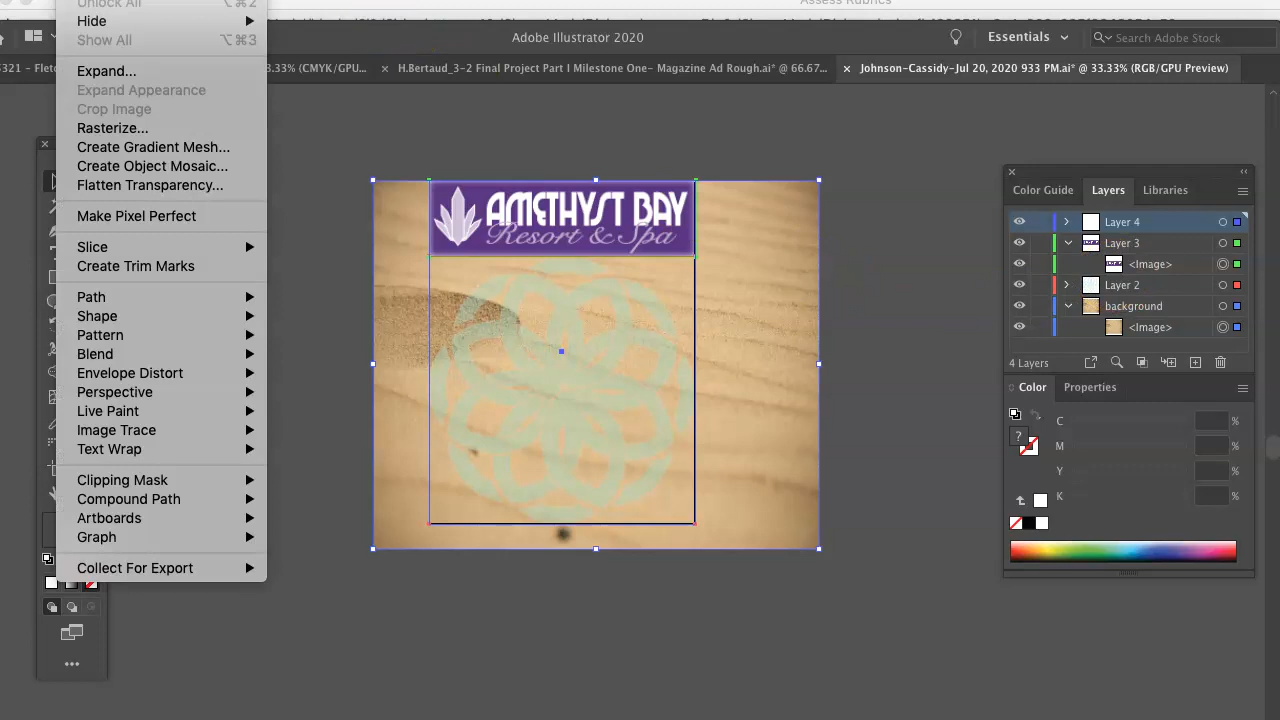 Unlock All ⌥⌘2
Assess Rubrics
Hide
Show All ⌥⌘3
Adobe Illustrator 2020
Essentials
Search Adobe Stock
3.33% (CMYK/GPU...
H.Bertaud_3-2 Final Project Part I Milestone One- Magazine Ad Rough.ai* @ 66.67...
Johnson-Cassidy-Jul 20, 2020 933 PM.ai* @ 33.33% (RGB/GPU Preview)
Expand...
Expand Appearance
Crop Image
Rasterize...
Create Gradient Mesh...
Create Object Mosaic...
Flatten Transparency...
Make Pixel Perfect
Slice
Create Trim Marks
Path
Shape
Pattern
Blend
Envelope Distort
Perspective
Live Paint
Image Trace
Text Wrap
Clipping Mask
Compound Path
Artboards
Graph
Collect For Export
AMETHYST BAY
Resort & Spa
Color Guide
Layers
Libraries
Layer 4
Layer 3
<Image>
Layer 2
background
<Image>
4 Layers
Color
Properties
C %
? M %
Y %
K %